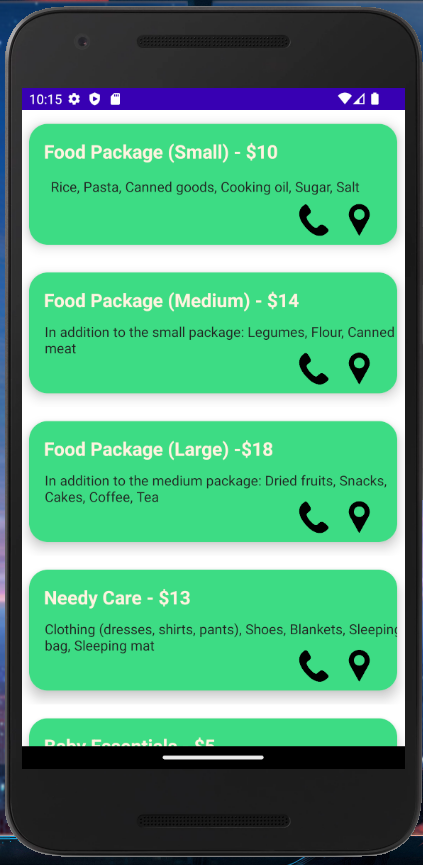 10:15
Food Package (Small) - $10
Rice, Pasta, Canned goods, Cooking oil, Sugar, Salt
Food Package (Medium) - $14
In addition to the small package: Legumes, Flour, Canned
meat
Food Package (Large) -$18
In addition to the medium package: Dried fruits, Snacks,
Cakes, Coffee, Tea
Needy Care - $13
Clothing (dresses, shirts, pants), Shoes, Blankets, Sleeping
bag, Sleeping mat
Baby Essentials - $5